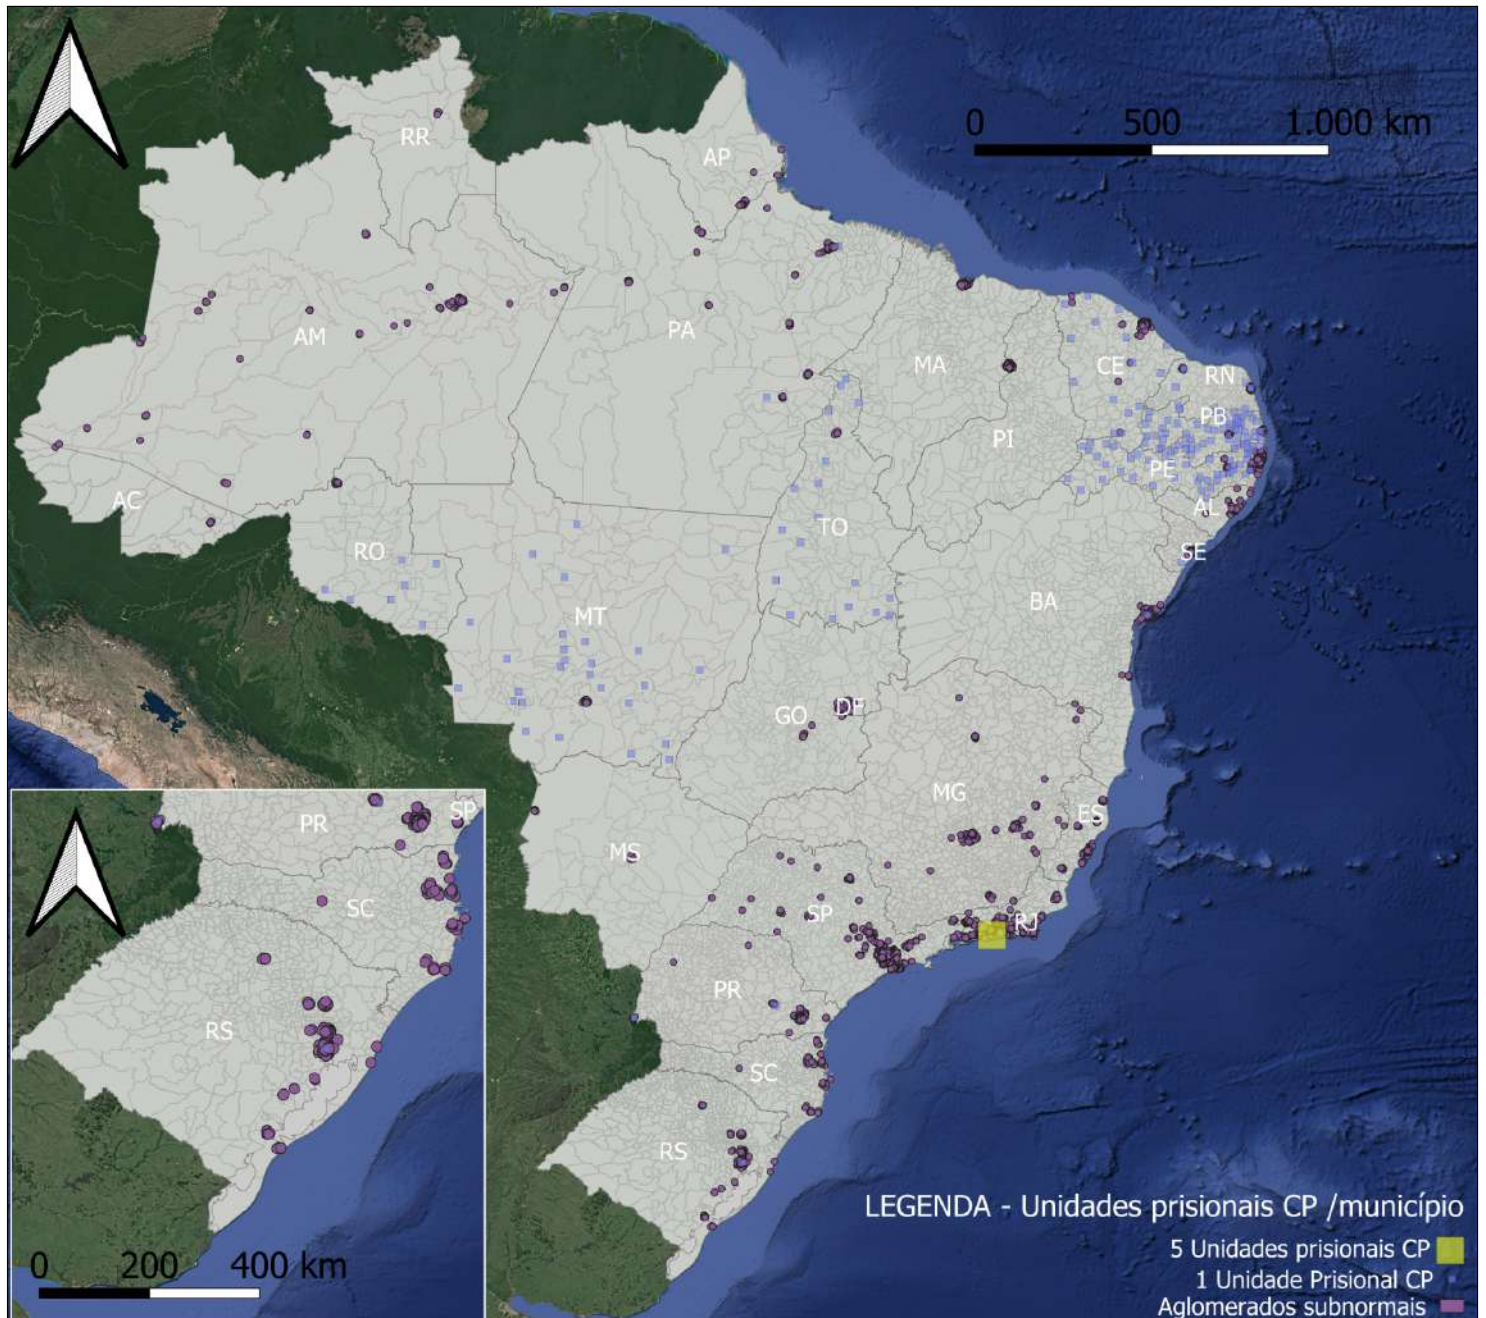 0 500 1.000 km
RR
AP
AM
PA
MA
CE
RN
PB
PI
PE
AC
AL
TO
RO
SE
BA
MT
GO
DF
MG
ES
MS
SP
RJ
PR
SC
RS
PR
SP
SC
RS
0 200 400 km
LEGENDA - Unidades prisionais CP /município
5 Unidades prisionais CP
1 Unidade Prisional CP
Aglomerados subnormais